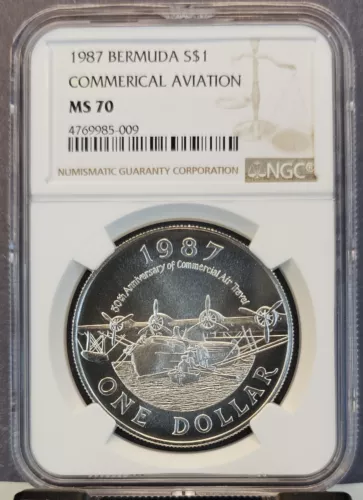 1987 BERMUDA S$1
COMMERICAL AVIATION
MS 70
4769985-009
NUMISMATIC GUARANTY CORPORATION
NGC®
1987
50th Anniversary of Commercial Air Travel
ONE DOLLAR